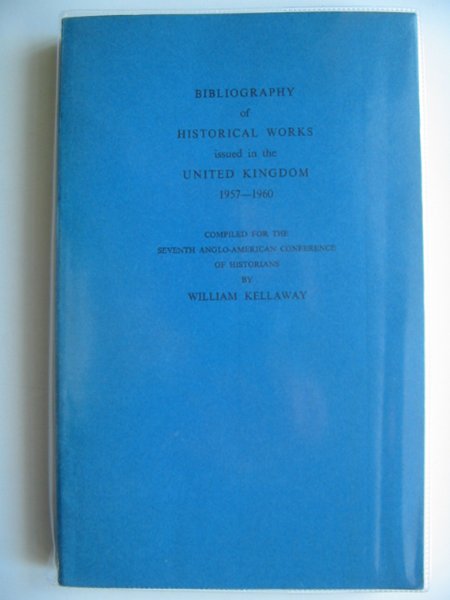 BIBLIOGRAPHY
of
HISTORICAL WORKS
issued in the
UNITED KINGDOM
1957—1960
COMPILED FOR THE
SEVENTH ANGLO-AMERICAN CONFERENCE
OF HISTORIANS
BY
WILLIAM KELLAWAY